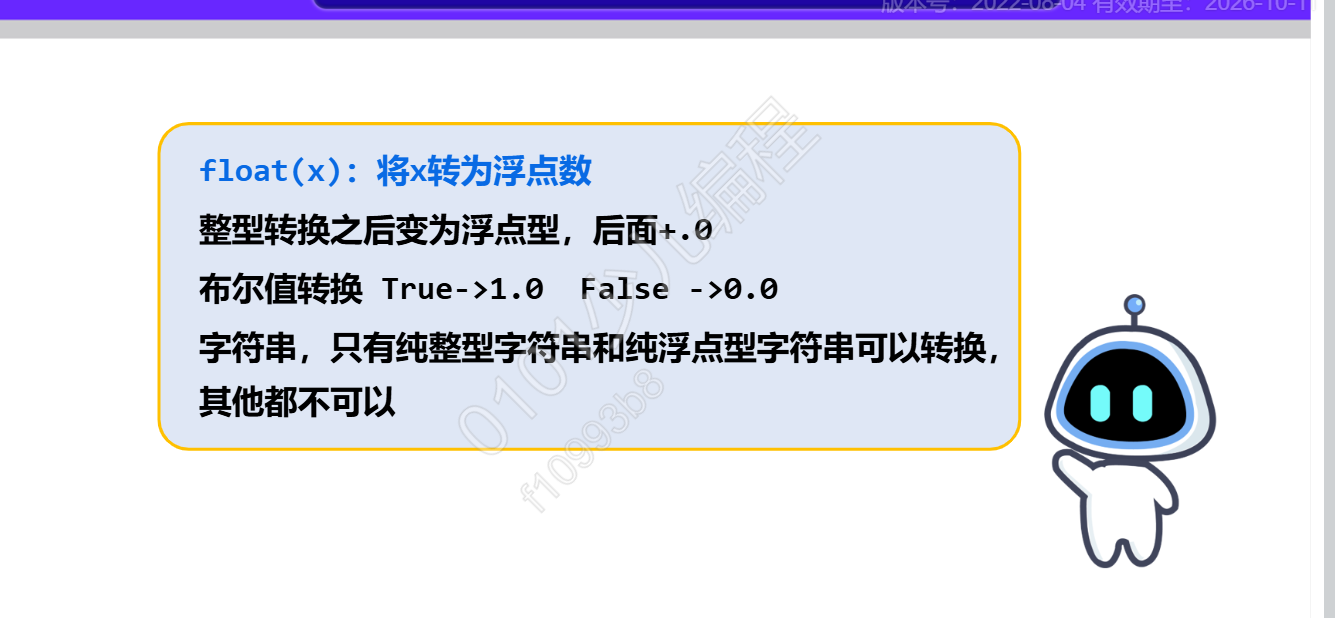 版本号：2022-08-04 有效期至：2026-10-1
float(x)：将x转为浮点数
整型转换之后变为浮点型，后面+.0
布尔值转换 True->1.0 False ->0.0
字符串，只有纯整型字符串和纯浮点型字符串可以转换，
其他都不可以
0101少儿编程
f10993b8